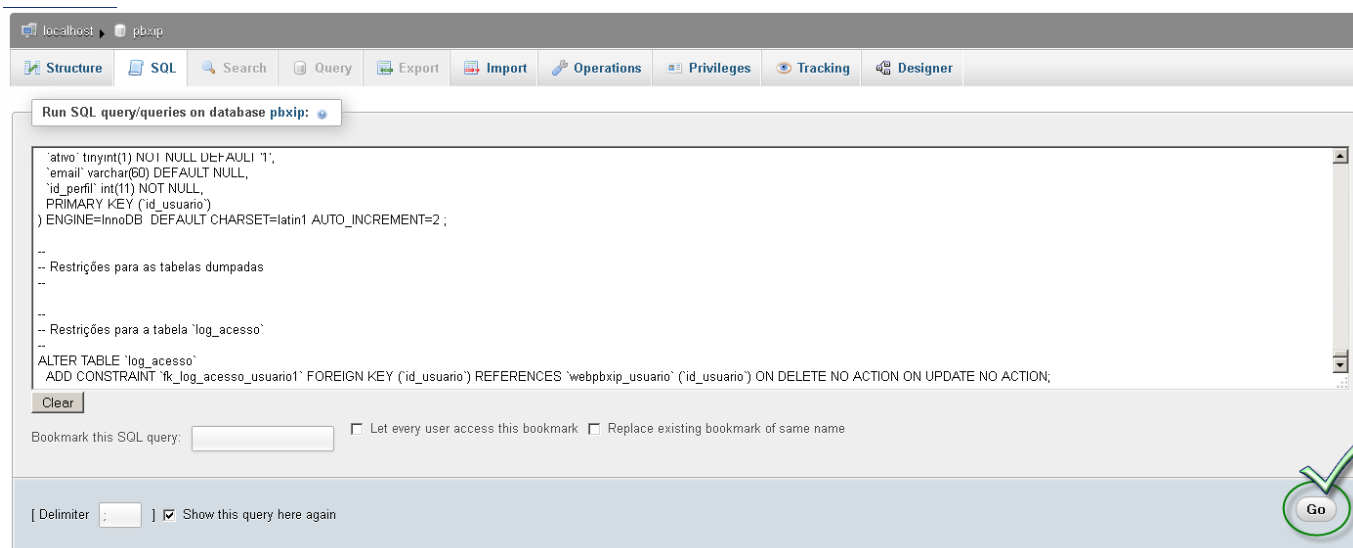 localhost pbxip
Structure SQL Search Query Export Import Operations Privileges Tracking Designer
Run SQL query/queries on database pbxip:
`ativo` tinyint(1) NOT NULL DEFAULT '1',
`email` varchar(60) DEFAULT NULL,
`id_perfil` int(11) NOT NULL,
PRIMARY KEY (`id_usuario`)
) ENGINE=InnoDB DEFAULT CHARSET=latin1 AUTO_INCREMENT=2 ;
--
-- Restrições para as tabelas dumpadas
--
--
-- Restrições para a tabela `log_acesso`
--
ALTER TABLE `log_acesso`
ADD CONSTRAINT `fk_log_acesso_usuario1` FOREIGN KEY (`id_usuario`) REFERENCES `webpbxip_usuario` (`id_usuario`) ON DELETE NO ACTION ON UPDATE NO ACTION;
Clear
Bookmark this SQL query: Let every user access this bookmark Replace existing bookmark of same name
[ Delimiter ; ] Show this query here again
Go